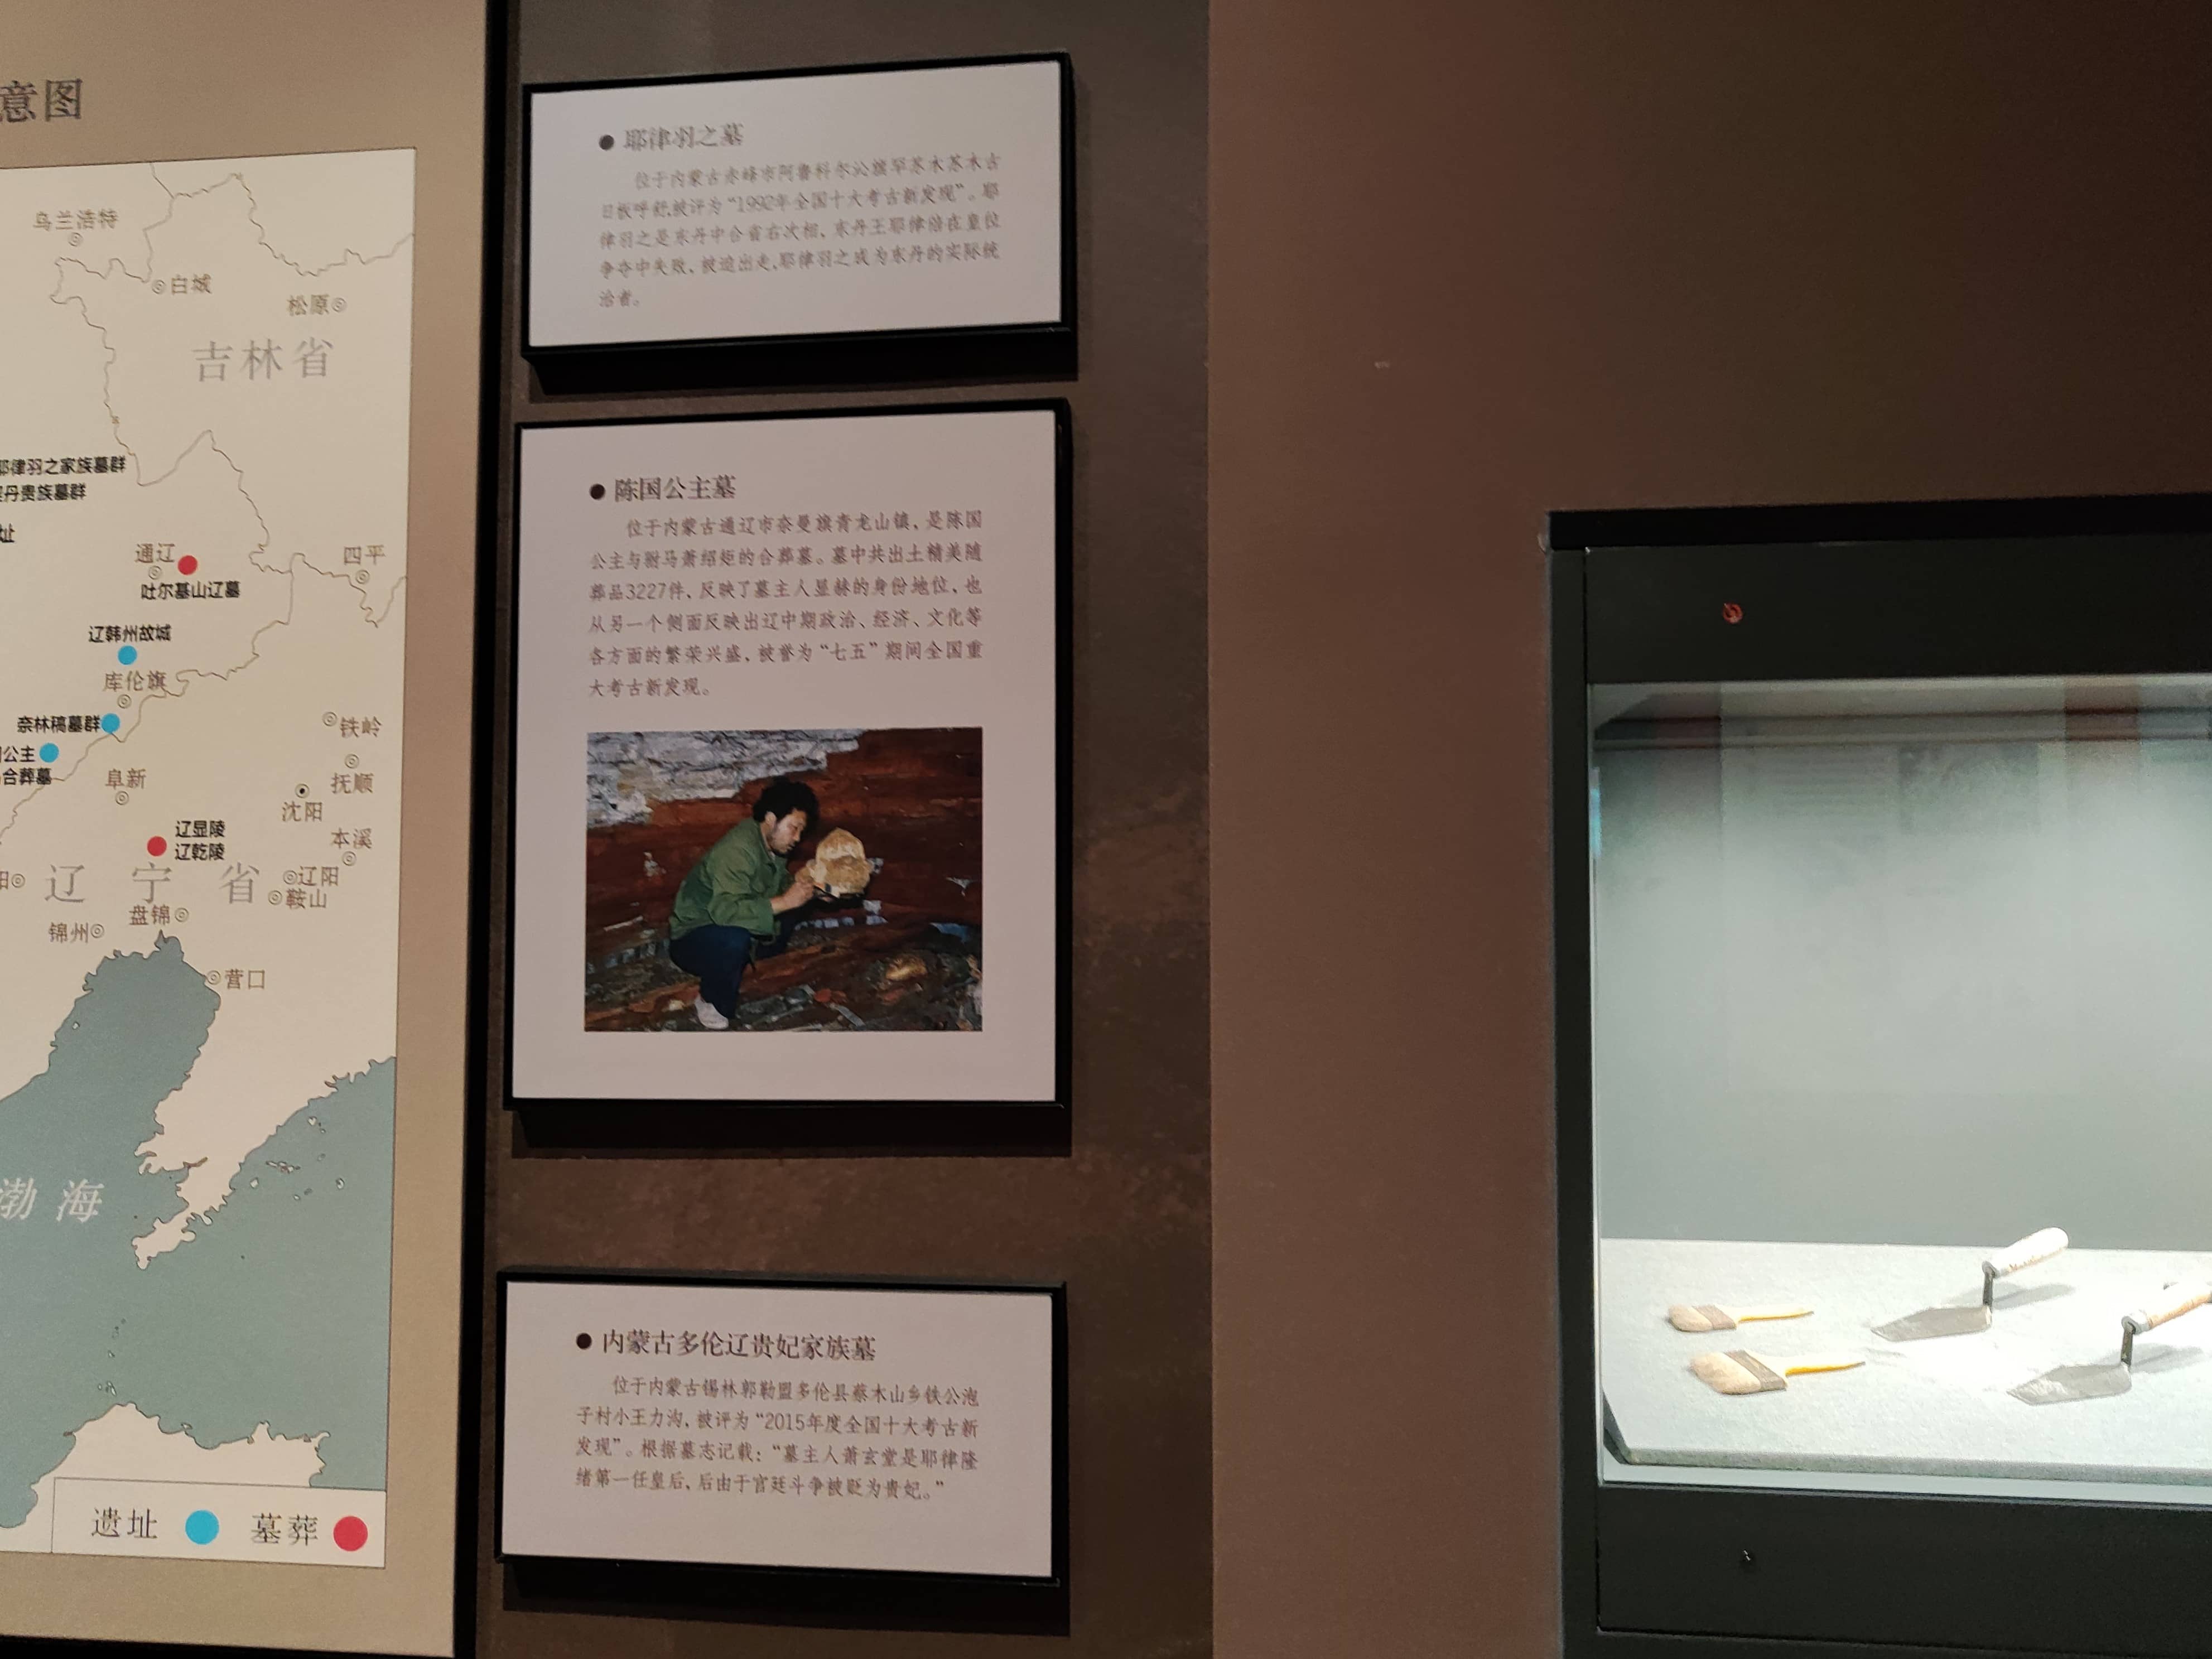 意图
乌兰浩特
白城
松原
吉林省
耶律羽之家族墓群
丹贵族墓群
址
通辽
四平
吐尔基山辽墓
辽韩州故城
库伦旗
奈林稿墓群
铁岭
公主
合葬墓
阜新
抚顺
沈阳
辽显陵
辽乾陵
本溪
阳
辽宁省
辽阳
鞍山
盘锦
锦州
营口
渤海
遗址
墓葬
● 耶律羽之墓
位于内蒙古赤峰市阿鲁科尔沁旗罕苏木苏木古
日板呼舒,被评为“1992年全国十大考古新发现”。耶
律羽之是东丹中台省右次相，东丹王耶律倍在皇位
争夺中失败，被迫出走,耶律羽之成为东丹的实际统
治者。
● 陈国公主墓
位于内蒙古通辽市奈曼旗青龙山镇，是陈国
公主与驸马萧绍矩的合葬墓。墓中共出土精美随
葬品3227件，反映了墓主人显赫的身份地位，也
从另一个侧面反映出辽中期政治、经济、文化等
各方面的繁荣兴盛，被誉为“七五”期间全国重
大考古新发现。
● 内蒙古多伦辽贵妃家族墓
位于内蒙古锡林郭勒盟多伦县蔡木山乡铁公泡
子村小王力沟，被评为“2015年度全国十大考古新
发现”。根据墓志记载：“墓主人萧玄堂是耶律隆
绪第一任皇后，后由于宫廷斗争被贬为贵妃。”